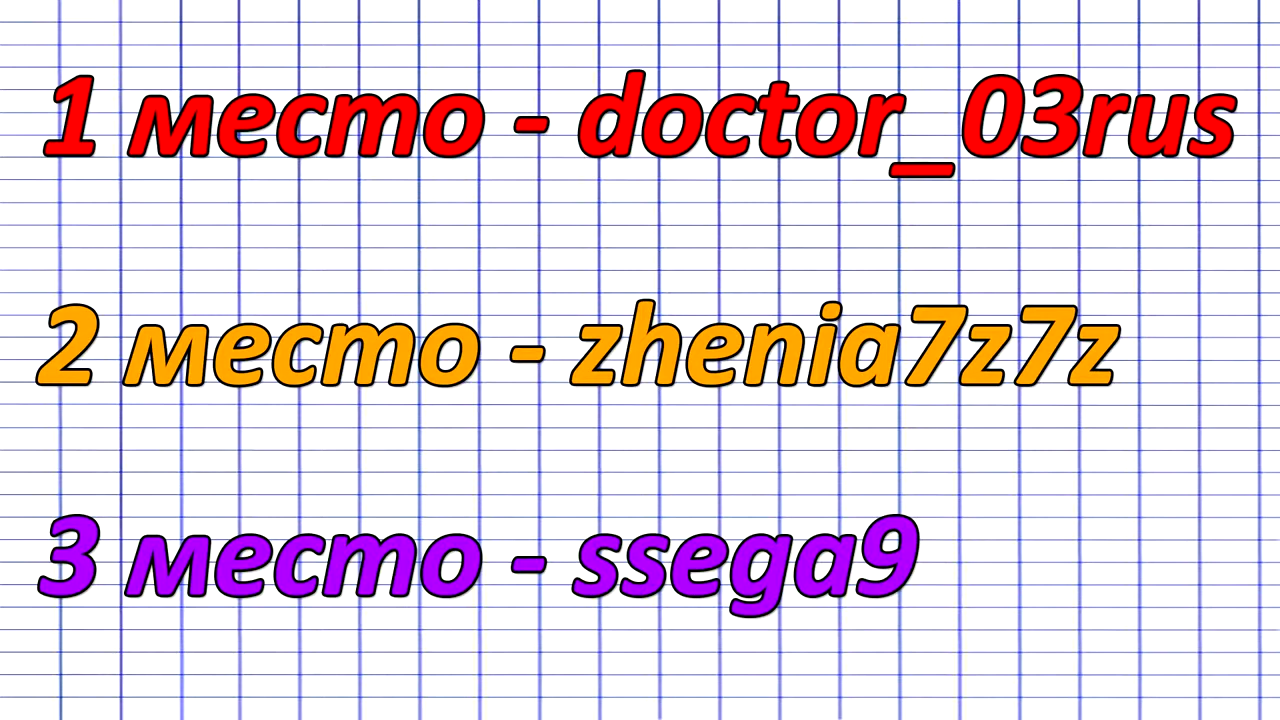 1 место - doctor_03rus
2 место - zhenia7z7z
3 место - ssega9